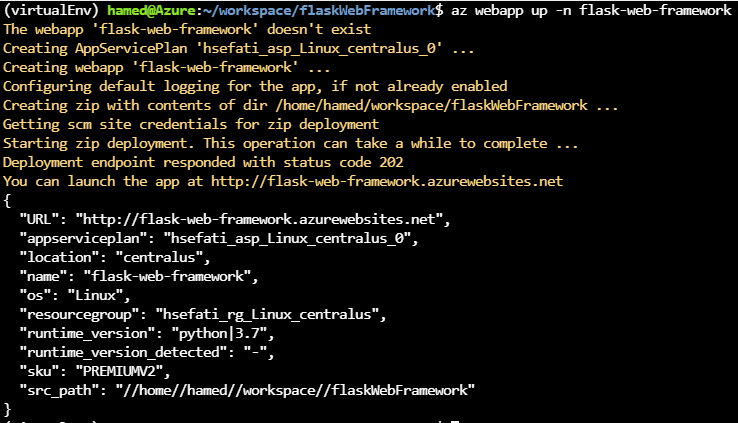 (virtualEnv) hamed@Azure:~/workspace/flaskWebFramework$ az webapp up -n flask-web-framework
The webapp 'flask-web-framework' doesn't exist
Creating AppServicePlan 'hsefati_asp_Linux_centralus_0' ...
Creating webapp 'flask-web-framework' ...
Configuring default logging for the app, if not already enabled
Creating zip with contents of dir /home/hamed/workspace/flaskWebFramework ...
Getting scm site credentials for zip deployment
Starting zip deployment. This operation can take a while to complete ...
Deployment endpoint responded with status code 202
You can launch the app at http://flask-web-framework.azurewebsites.net
{
  "URL": "http://flask-web-framework.azurewebsites.net",
  "appserviceplan": "hsefati_asp_Linux_centralus_0",
  "location": "centralus",
  "name": "flask-web-framework",
  "os": "Linux",
  "resourcegroup": "hsefati_rg_Linux_centralus",
  "runtime_version": "python|3.7",
  "runtime_version_detected": "-",
  "sku": "PREMIUMV2",
  "src_path": "//home//hamed//workspace//flaskWebFramework"
}